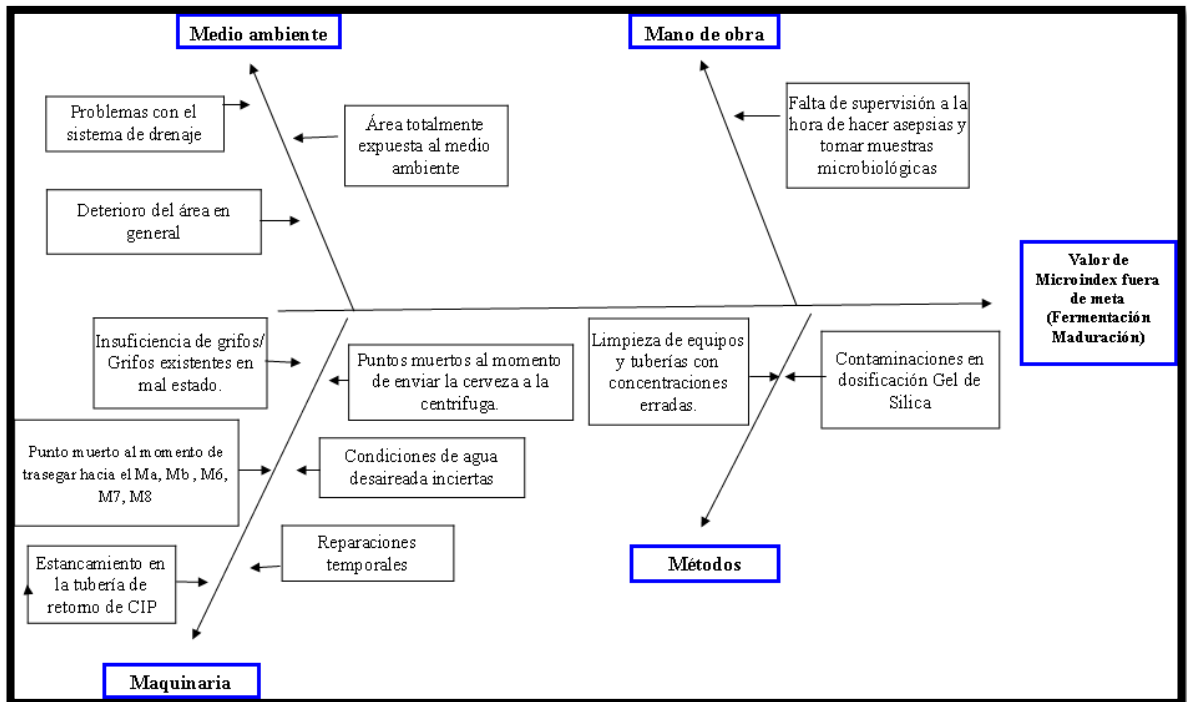 Medio ambiente
Mano de obra
Problemas con el
sistema de drenaje
Área totalmente
expuesta al medio
ambiente
Falta de supervisión a la
hora de hacer asepsias y
tomar muestras
microbiológicas
Deterioro del área en
general
Valor de
Microindex fuera
de meta
(Fermentación
Maduración)
Insuficiencia de grifos/
Grifos existentes en
mal estado.
Puntos muertos al momento
de enviar la cerveza a la
centrifuga.
Limpieza de equipos
y tuberías con
concentraciones
erradas.
Contaminaciones en
dosificación Gel de
Silica
Punto muerto al momento de
trasegar hacia el Ma, Mb , M6,
M7, M8
Condiciones de agua
desaireada inciertas
Estancamiento en
la tubería de
retorno de CIP
Reparaciones
temporales
Métodos
Maquinaria